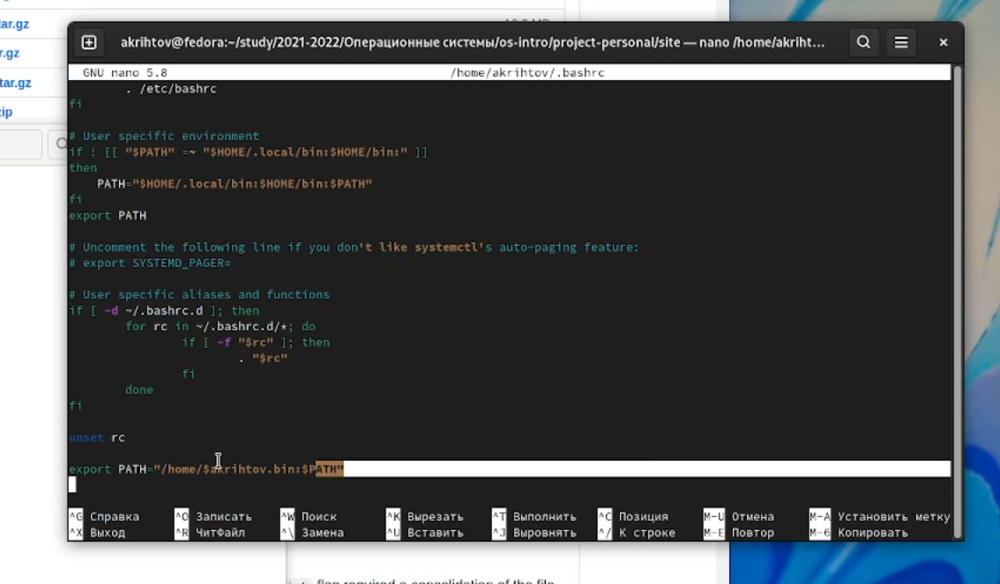 tar.gz
r.gz
tar.gz
zip
akrihtov@fedora:~/study/2021-2022/Операционные системы/os-intro/project-personal/site — nano /home/akriht...
GNU nano 5.8 /home/akrihtov/.bashrc
. /etc/bashrc
fi
# User specific environment
if ! [[ "$PATH" =~ "$HOME/.local/bin:$HOME/bin:" ]]
then
PATH="$HOME/.local/bin:$HOME/bin:$PATH"
fi
export PATH
# Uncomment the following line if you don't like systemctl's auto-paging feature:
# export SYSTEMD_PAGER=
# User specific aliases and functions
if [ -d ~/.bashrc.d ]; then
for rc in ~/.bashrc.d/*; do
if [ -f "$rc" ]; then
. "$rc"
fi
done
fi
unset rc
export PATH="/home/$akrihtov.bin:$PATH"
^G Справка ^O Записать ^W Поиск ^K Вырезать ^T Выполнить ^C Позиция M-U Отмена M-A Установить метку
^X Выход ^R ЧитФайл ^\ Замена ^U Вставить ^J Выровнять ^/ К строке M-E Повтор M-6 Копировать
flag required a consolidation of the file